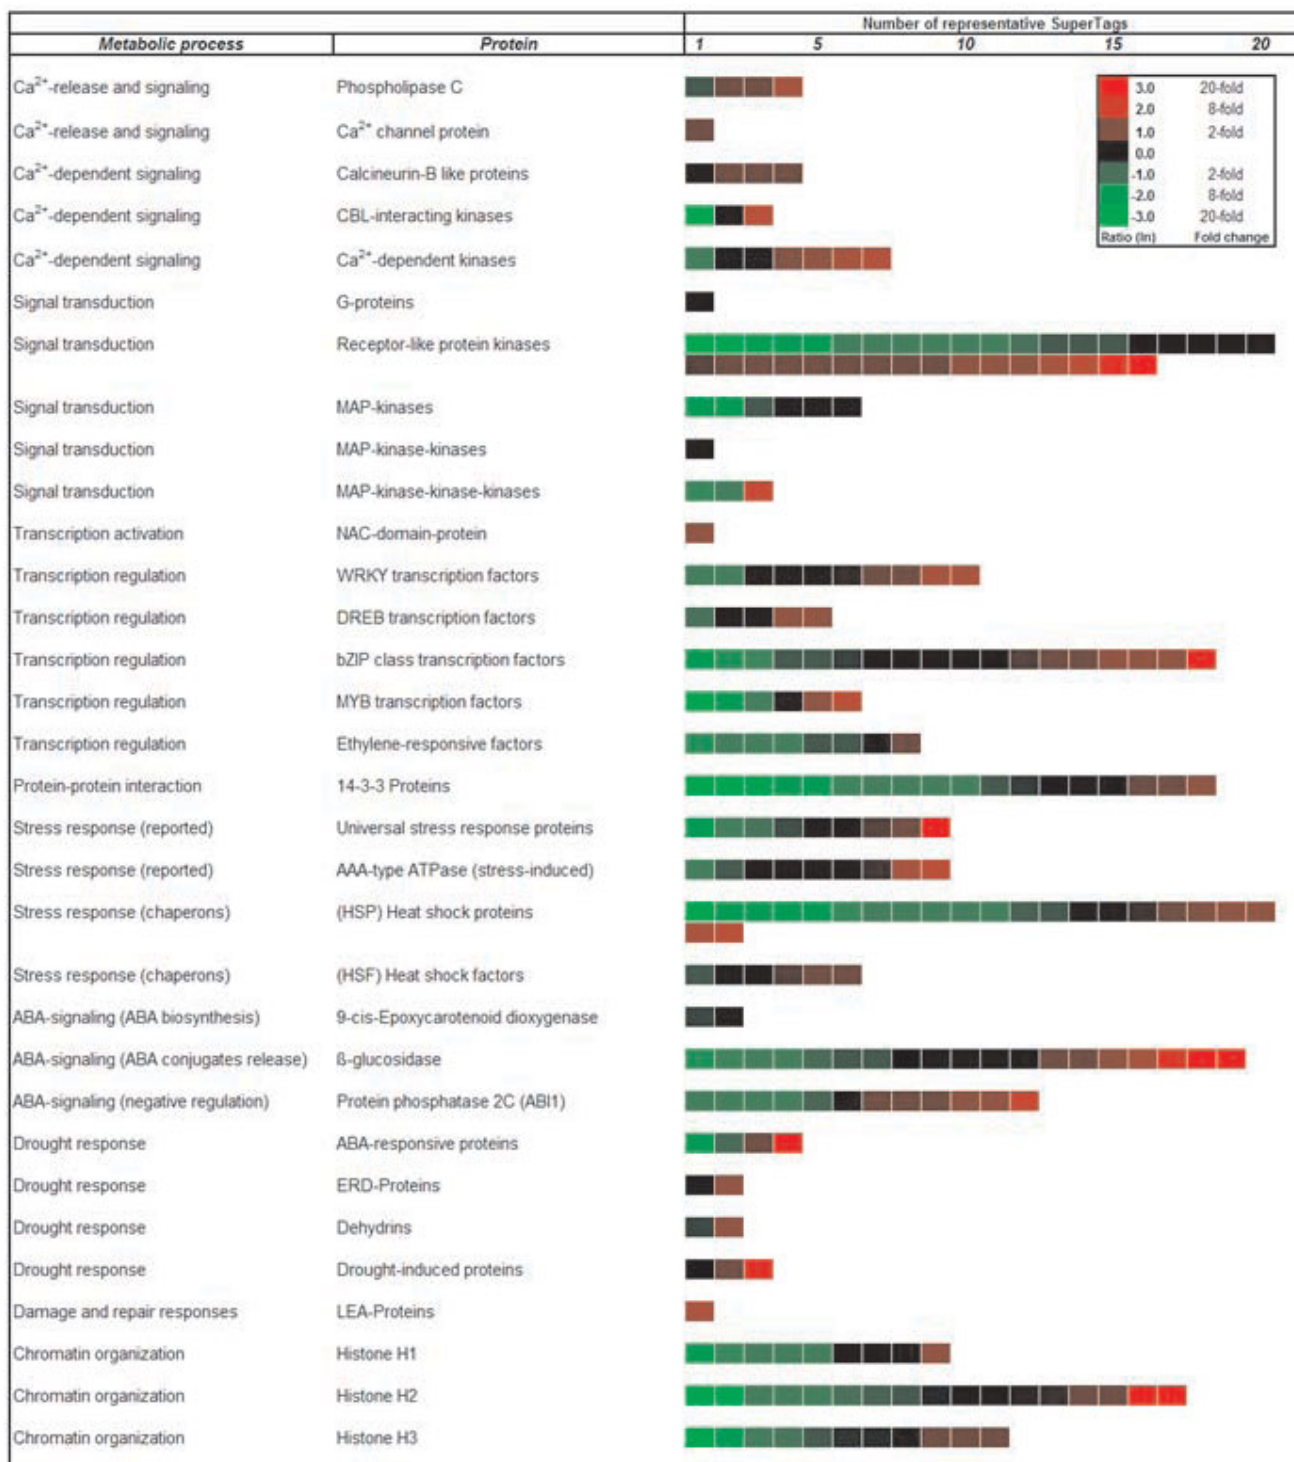 Number of representative SuperTags
Metabolic process Protein 1 5 10 15 20
Ca²⁺-release and signaling Phospholipase C
3.0 20-fold
2.0 8-fold
1.0 2-fold
0.0
-1.0 2-fold
-2.0 8-fold
-3.0 20-fold
Ratio (ln) Fold change
Ca²⁺-release and signaling Ca²⁺ channel protein
Ca²⁺-dependent signaling Calcineurin-B like proteins
Ca²⁺-dependent signaling CBL-interacting kinases
Ca²⁺-dependent signaling Ca²⁺-dependent kinases
Signal transduction G-proteins
Signal transduction Receptor-like protein kinases
Signal transduction MAP-kinases
Signal transduction MAP-kinase-kinases
Signal transduction MAP-kinase-kinase-kinases
Transcription activation NAC-domain-protein
Transcription regulation WRKY transcription factors
Transcription regulation DREB transcription factors
Transcription regulation bZIP class transcription factors
Transcription regulation MYB transcription factors
Transcription regulation Ethylene-responsive factors
Protein-protein interaction 14-3-3 Proteins
Stress response (reported) Universal stress response proteins
Stress response (reported) AAA-type ATPase (stress-induced)
Stress response (chaperons) (HSP) Heat shock proteins
Stress response (chaperons) (HSF) Heat shock factors
ABA-signaling (ABA biosynthesis) 9-cis-Epoxycarotenoid dioxygenase
ABA-signaling (ABA conjugates release) ß-glucosidase
ABA-signaling (negative regulation) Protein phosphatase 2C (ABI1)
Drought response ABA-responsive proteins
Drought response ERD-Proteins
Drought response Dehydrins
Drought response Drought-induced proteins
Damage and repair responses LEA-Proteins
Chromatin organization Histone H1
Chromatin organization Histone H2
Chromatin organization Histone H3